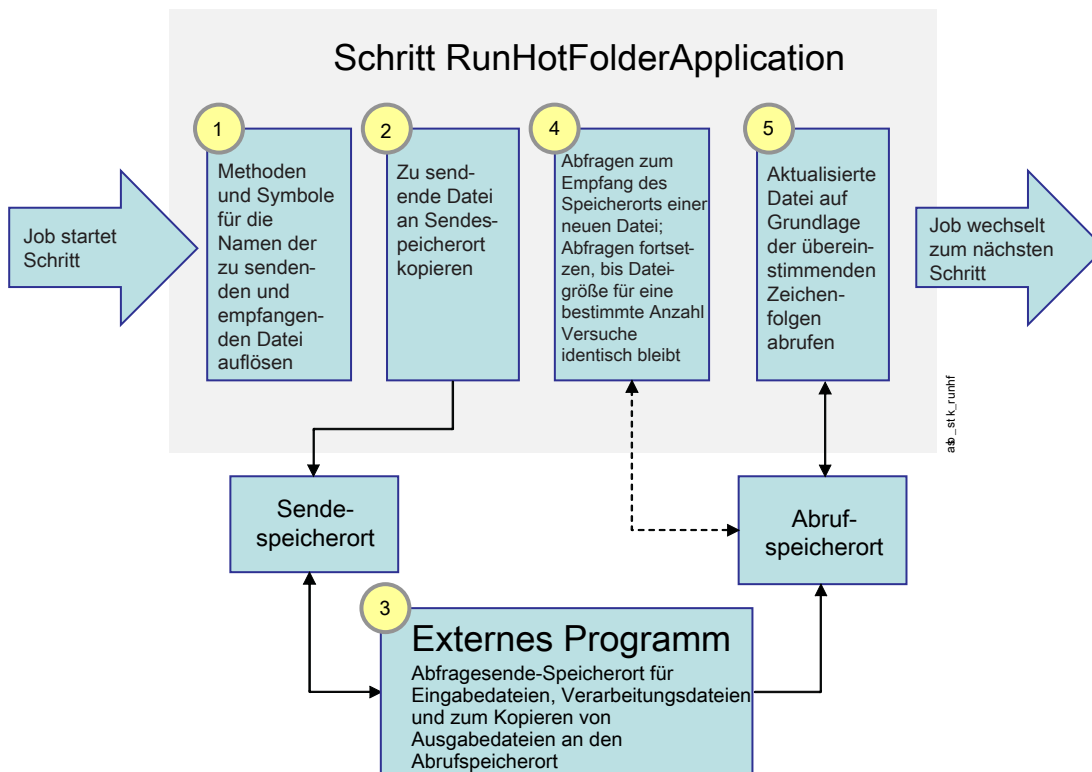 Schritt RunHotFolderApplication
Job startet
Schritt
1
Methoden
und Symbole
für die
Namen der
zu senden-
den und
empfangen-
den Datei
auflösen
2
Zu send-
ende Datei
an Sendes-
peicherort
kopieren
4
Abfragen zum
Empfang des
Speicherorts einer
neuen Datei;
Abfragen fortset-
zen, bis Datei-
größe für eine
bestimmte Anzahl
Versuche
identisch bleibt
5
Aktualisierte
Datei auf
Grundlage
der überein-
stimmenden
Zeichen-
folgen
abrufen
Job wechselt
zum nächsten
Schritt
Sende-
speicherort
Abruf-
speicherort
3
Externes Programm
Abfragesende-Speicherort für
Eingabedateien, Verarbeitungsdateien
und zum Kopieren von
Ausgabedateien an den
Abrufspeicherort